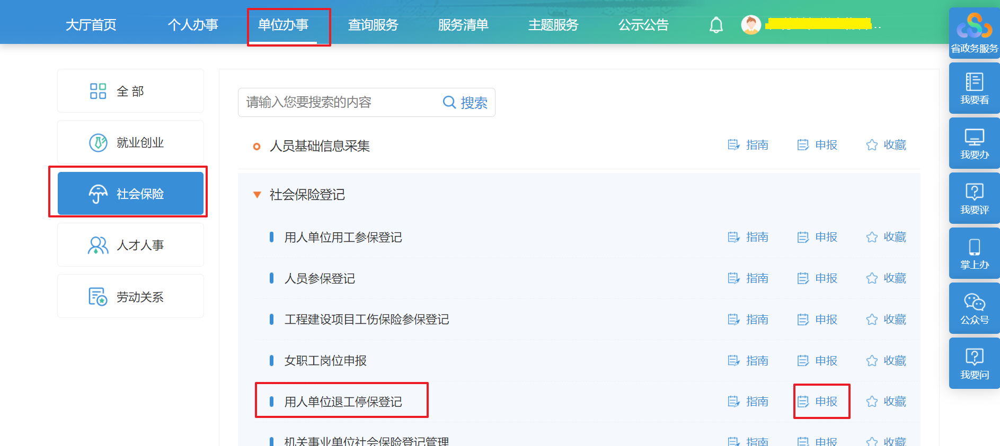 大厅首页 个人办事 单位办事 查询服务 服务清单 主题服务 公示公告
省政务服务
我要看
我要办
我要评
掌上办
公众号
我要问
全 部
就业创业
社会保险
人才人事
劳动关系
请输入您要搜索的内容 搜索
人员基础信息采集 指南 申报 收藏
社会保险登记
用人单位用工参保登记 指南 申报 收藏
人员参保登记 指南 申报 收藏
工程建设项目工伤保险参保登记 指南 申报 收藏
女职工岗位申报 指南 申报 收藏
用人单位退工停保登记 指南 申报 收藏
机关事业单位社会保险登记管理 指南 申报 收藏